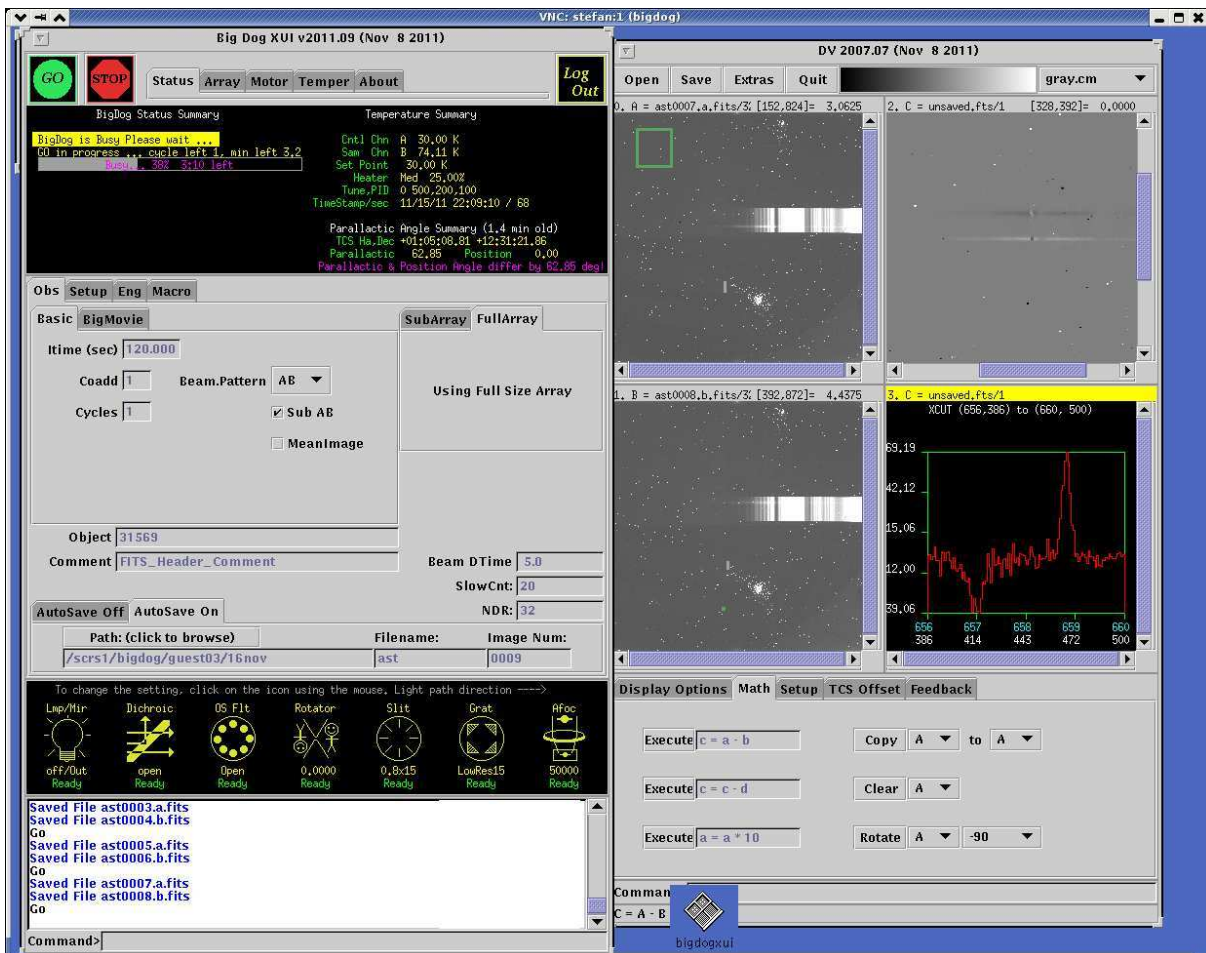 VNC: stefan:1 (bigdog)
Big Dog XUI v2011.09 (Nov 8 2011)
GO
STOP
Status Array Motor Temper About
Log Out
BigDog Status Summary
BigDog is Busy Please wait ...
GO in progress ... cycle left 1, min left 3.2
Busy... 38% 3:10 left
Temperature Summary
Cntl Chn A 30.00 K
Sam Chn B 74.11 K
Set Point 30.00 K
Heater Med 25.00%
Tune,PID 0 500,200,100
TimeStamp/sec 11/15/11 22:09:10 / 68
Parallactic Angle Summary (1.4 min old)
TCS Ha,Dec +01:05:08.81 +12:31:21.86
Parallactic 62.85 Position 0.00
Parallactic & Position Angle differ by 62.85 deg!
Obs Setup Eng Macro
Basic BigMovie
SubArray FullArray
Itime (sec) 120.000
Coadd 1 Beam.Pattern AB
Cycles 1
Sub AB
MeanImage
Using Full Size Array
Object 31569
Comment FITS_Header_Comment
Beam DTime 5.0
SlowCnt: 20
NDR: 32
AutoSave Off AutoSave On
Path: (click to browse) Filename: Image Num:
/scrs1/bigdog/guest03/16nov ast 0009
To change the setting, click on the icon using the mouse. Light path direction ---->
Lmp/Mir Dichroic OS Flt Rotator Slit Grat Afoc
off/Out open Open 0.0000 0.8x15 LowRes15 50000
Ready Ready Ready Ready Ready Ready Ready
Saved File ast0003.a.fits
Saved File ast0004.b.fits
Go
Saved File ast0005.a.fits
Saved File ast0006.b.fits
Go
Saved File ast0007.a.fits
Saved File ast0008.b.fits
Go
Command>
DV 2007.07 (Nov 8 2011)
Open Save Extras Quit gray.cm
0. A = ast0007.a.fits/3% [152,824]= 3.0625
2. C = unsaved.fts/1 [328,392]= 0.0000
1. B = ast0008.b.fits/3% [392,872]= 4.4375
3. C = unsaved.fts/1
XCUT (656,386) to (660, 500)
69.19
42.12
15.06
12.00
39.06
656 657 658 659 660
386 414 443 472 500
Display Options Math Setup TCS Offset Feedback
Execute c = a - b Copy A to A
Execute c = c - d Clear A
Execute a = a * 10 Rotate A -90
Comman
C = A - B
bigdogxui